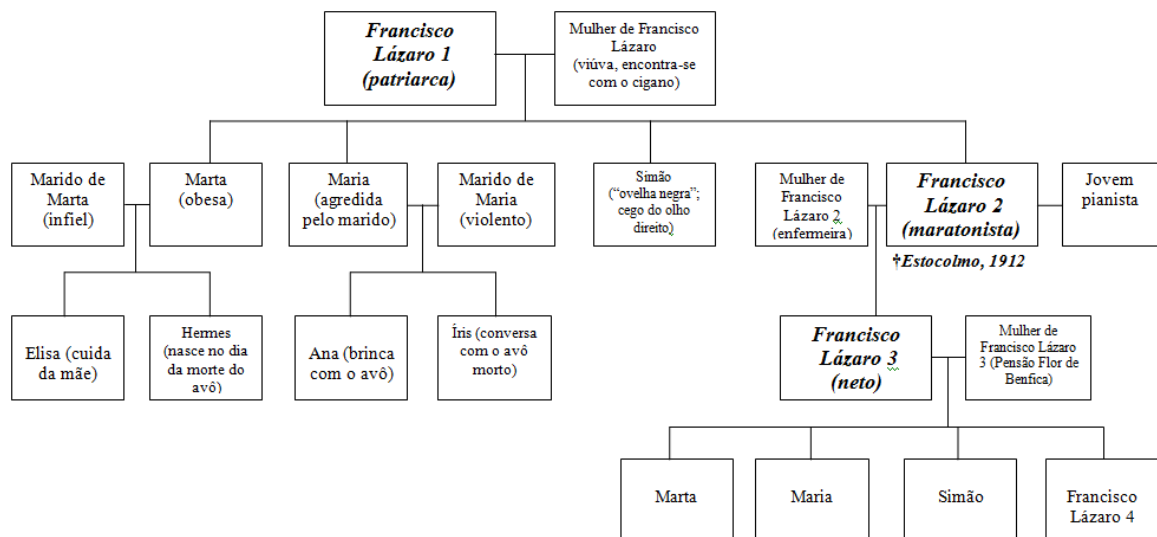 Francisco
Lázaro 1
(patriarca)
Mulher de Francisco
Lázaro
(viúva, encontra-se
com o cigano)
Marido de
Marta
(infiel)
Marta
(obesa)
Maria
(agredida
pelo marido)
Marido de
Maria
(violento)
Simão
(“ovelha negra”;
cego do olho
direito)
Mulher de
Francisco
Lázaro 2
(enfermeira)
Francisco
Lázaro 2
(maratonista)
Jovem
pianista
†Estocolmo, 1912
Elisa (cuida
da mãe)
Hermes
(nasce no dia
da morte do
avô)
Ana (brinca
com o avô)
Íris (conversa
com o avô
morto)
Francisco
Lázaro 3
(neto)
Mulher de
Francisco Lázaro
3 (Pensão Flor de
Benfica)
Marta
Maria
Simão
Francisco
Lázaro 4